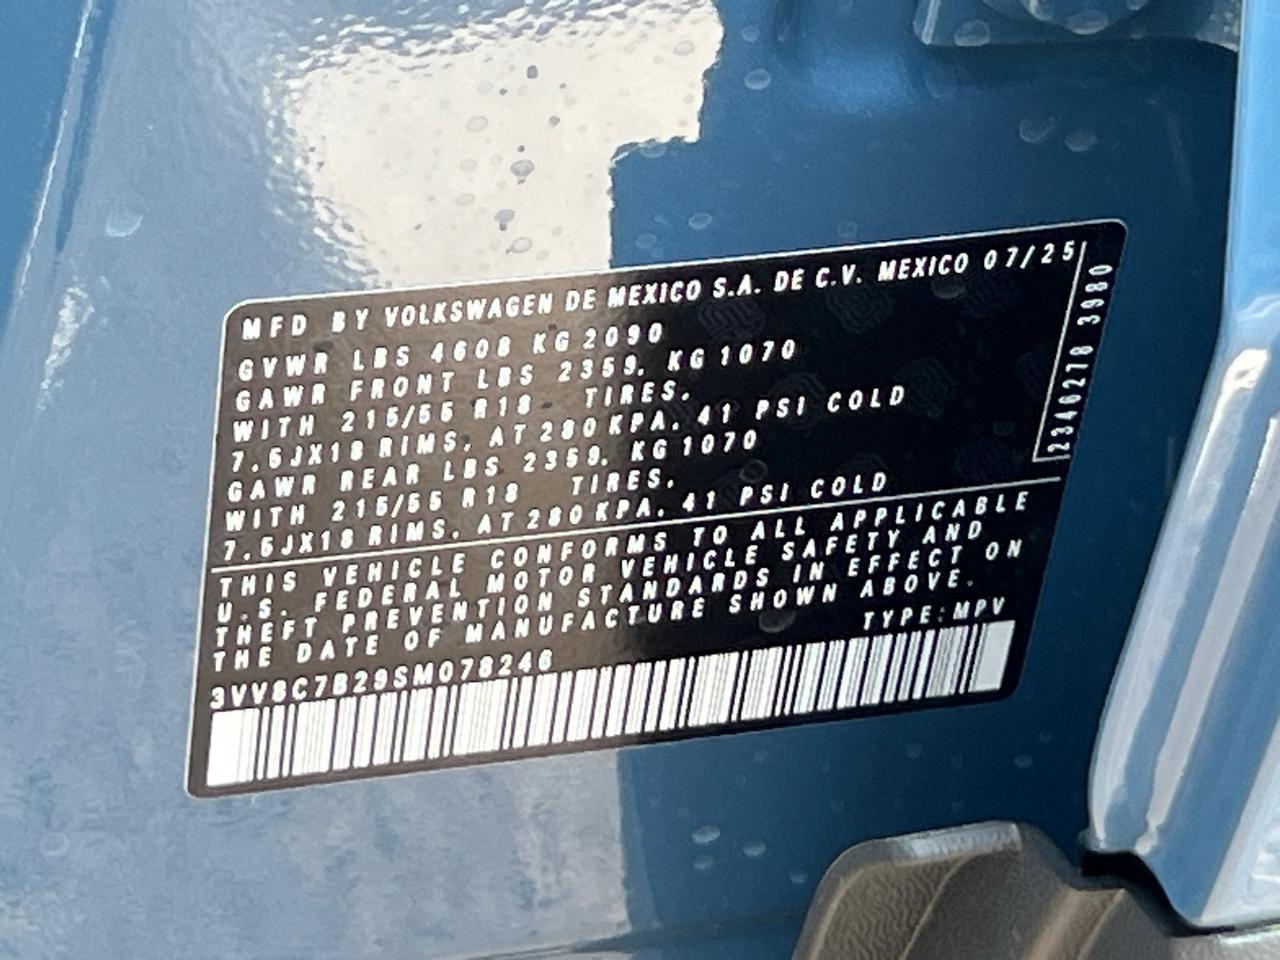 MFD BY VOLKSWAGEN DE MEXICO S.A. DE C.V. MEXICO 07/25
GVWR LBS 4608 KG 2090
GAWR FRONT LBS 2359. KG 1070
WITH 215/55 R18 TIRES.
7.5JX18 RIMS. AT 280 KPA. 41 PSI COLD
GAWR REAR LBS 2359. KG 1070
WITH 215/55 R18 TIRES.
7.5JX18 RIMS. AT 280 KPA. 41 PSI COLD
THIS VEHICLE CONFORMS TO ALL APPLICABLE
U.S. FEDERAL MOTOR VEHICLE SAFETY AND
THEFT PREVENTION STANDARDS IN EFFECT ON
THE DATE OF MANUFACTURE SHOWN ABOVE.
TYPE: MPV
3VV8C7B29SM078246
2346278 3980